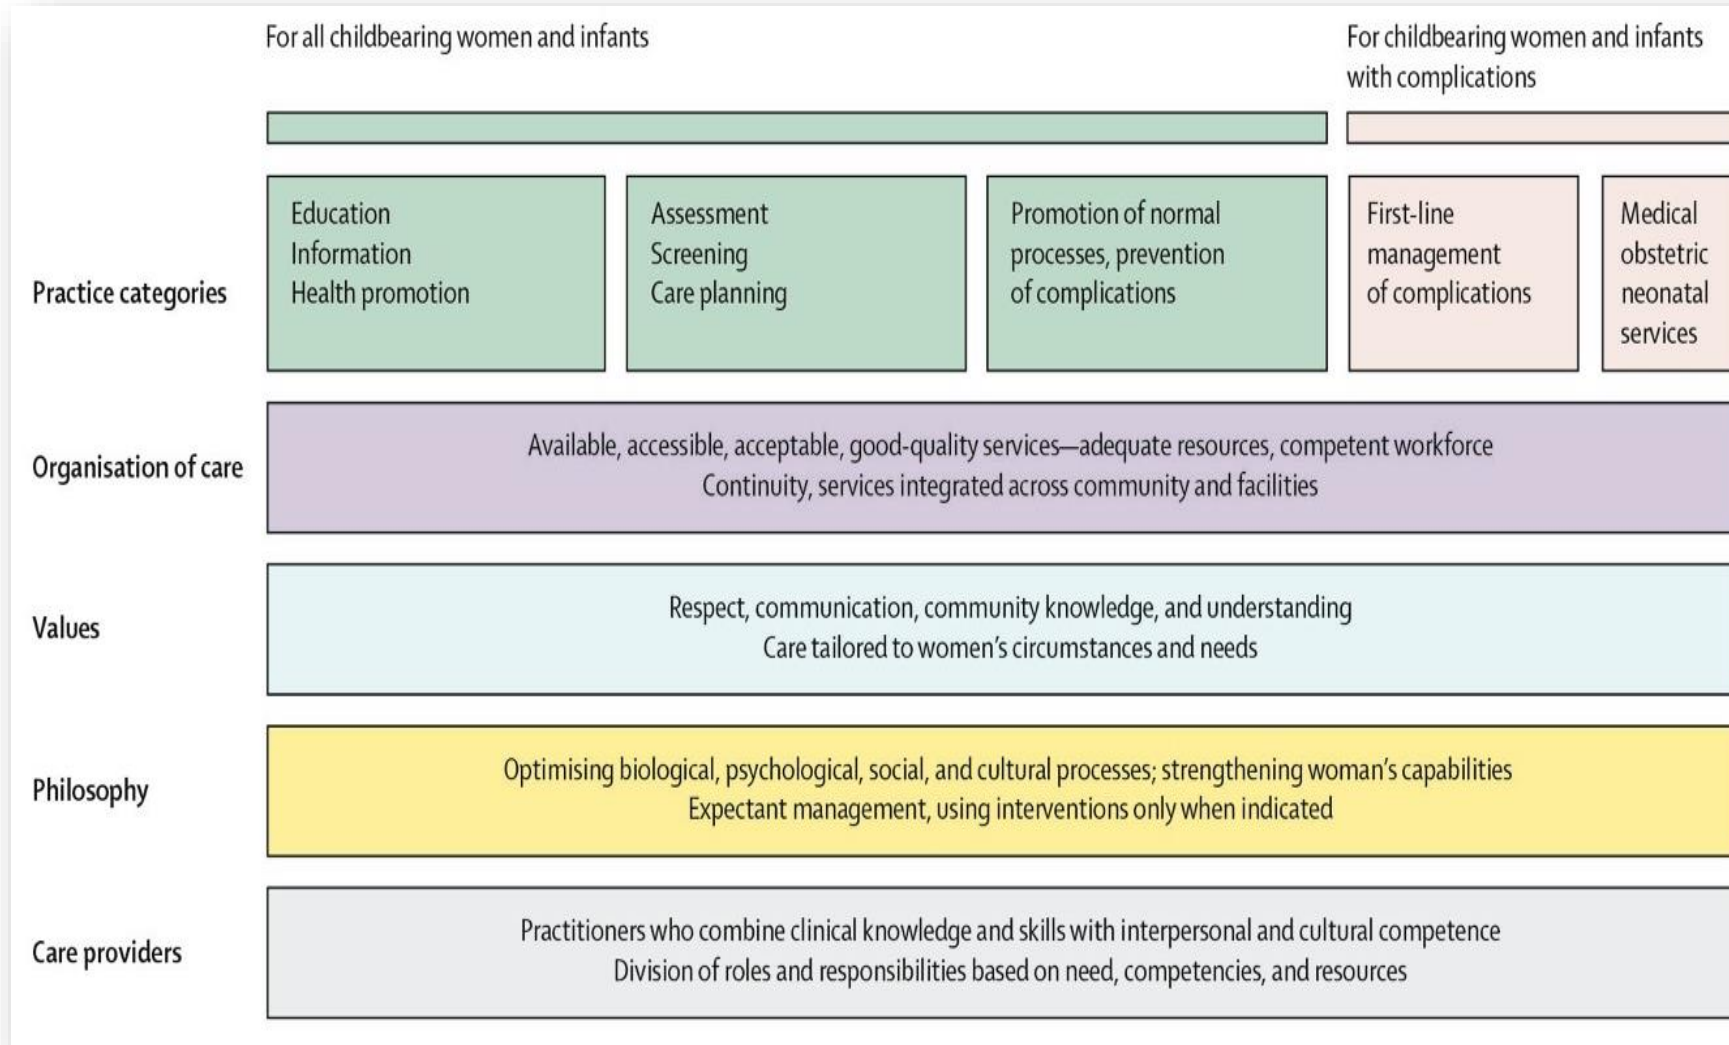 For all childbearing women and infants
For childbearing women and infants
with complications
Practice categories
Education
Information
Health promotion
Assessment
Screening
Care planning
Promotion of normal
processes, prevention
of complications
First-line
management
of complications
Medical
obstetric
neonatal
services
Organisation of care
Available, accessible, acceptable, good-quality services—adequate resources, competent workforce
Continuity, services integrated across community and facilities
Values
Respect, communication, community knowledge, and understanding
Care tailored to women's circumstances and needs
Philosophy
Optimising biological, psychological, social, and cultural processes; strengthening woman's capabilities
Expectant management, using interventions only when indicated
Care providers
Practitioners who combine clinical knowledge and skills with interpersonal and cultural competence
Division of roles and responsibilities based on need, competencies, and resources